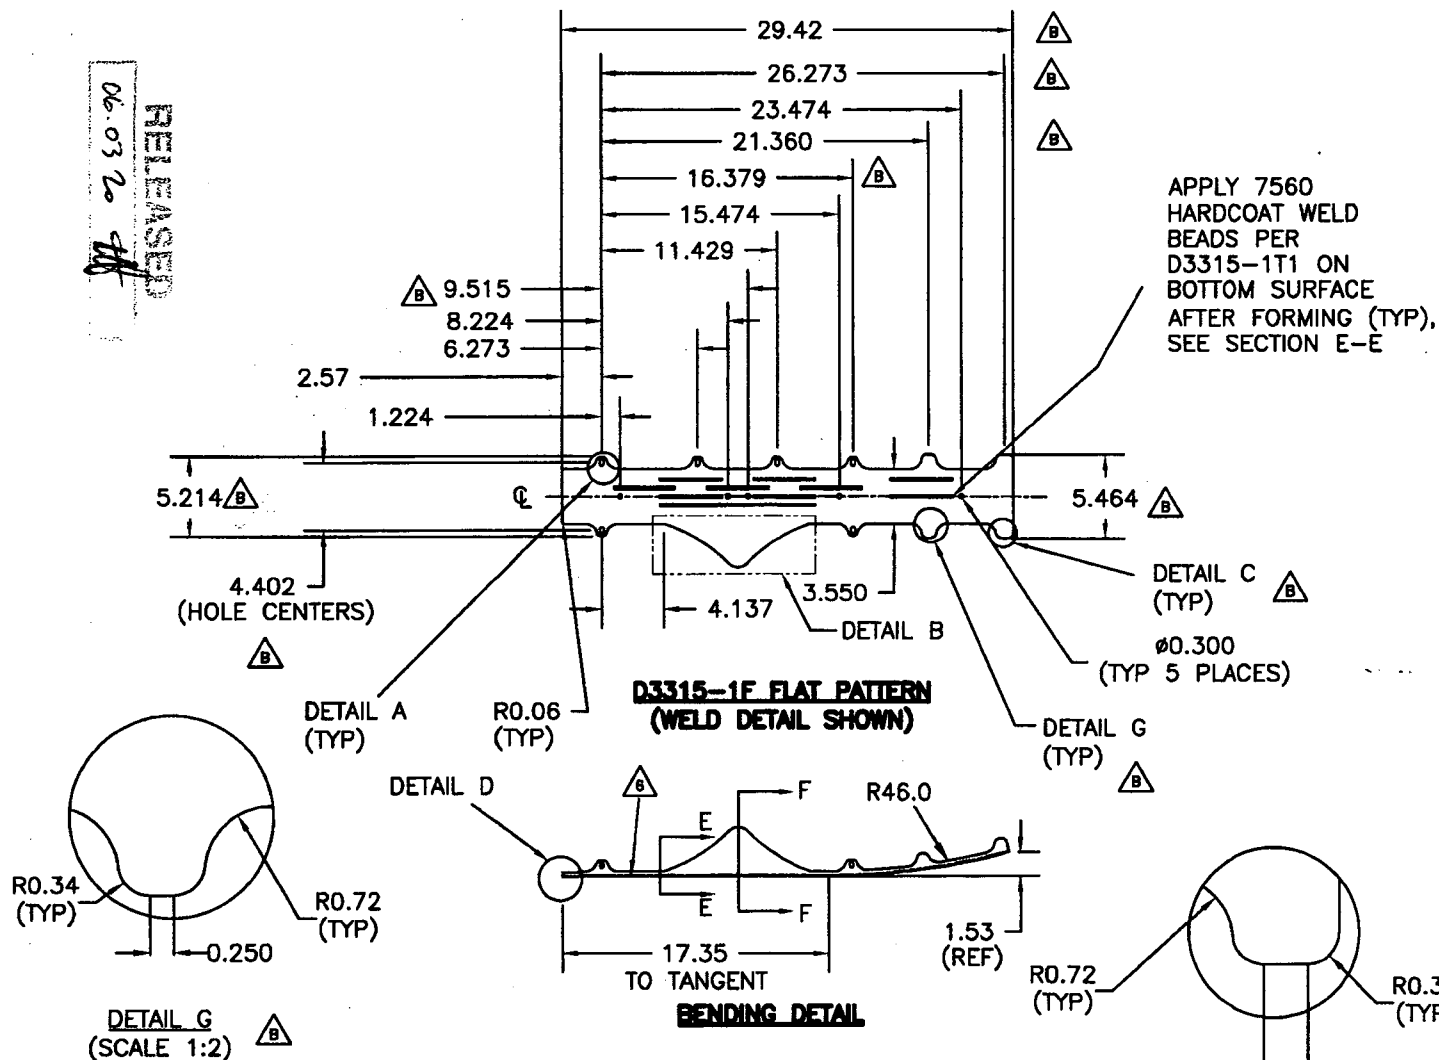 29.42
B
26.273
B
23.474
21.360
B
16.379
B
15.474
11.429
B 9.515
8.224
6.273
2.57
1.224
RELEASED
06.03 20
APPLY 7560
HARDCOAT WELD
BEADS PER
D3315-1T1 ON
BOTTOM SURFACE
AFTER FORMING (TYP),
SEE SECTION E-E
5.214 B
℄
5.464 B
4.402
(HOLE CENTERS)
B
4.137
3.550
DETAIL B
DETAIL C
(TYP)
B
ø0.300
(TYP 5 PLACES)
D3315-1F FLAT PATTERN
(WELD DETAIL SHOWN)
DETAIL A
(TYP)
R0.06
(TYP)
DETAIL G
(TYP)
B
DETAIL D
E
E
F
F
R46.0
17.35
TO TANGENT
1.53
(REF)
BENDING DETAIL
R0.34
(TYP)
R0.72
(TYP)
0.250
DETAIL G
(SCALE 1:2)
B
R0.72
(TYP)